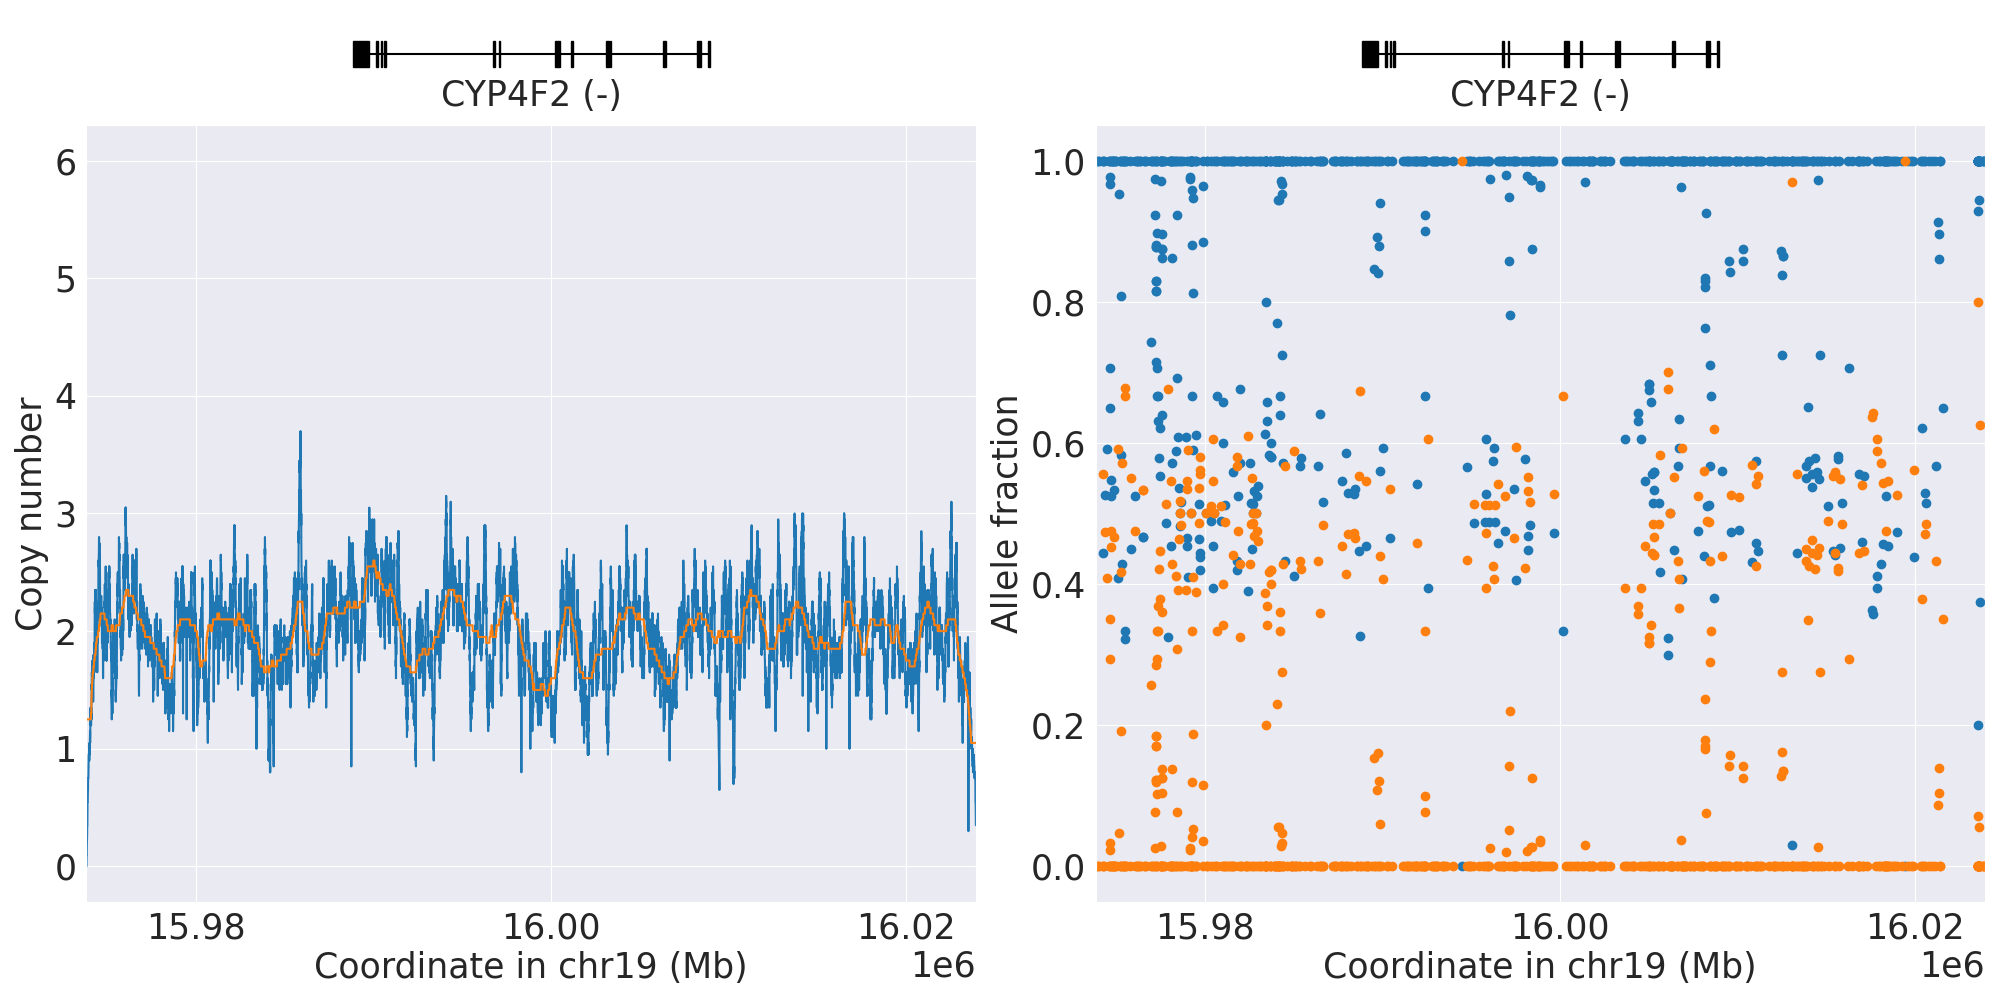 CYP4F2 (-)
Copy number
6
5
4
3
2
1
0
15.98
16.00
16.02
Coordinate in chr19 (Mb)
1e6
CYP4F2 (-)
Allele fraction
1.0
0.8
0.6
0.4
0.2
0.0
15.98
16.00
16.02
Coordinate in chr19 (Mb)
1e6